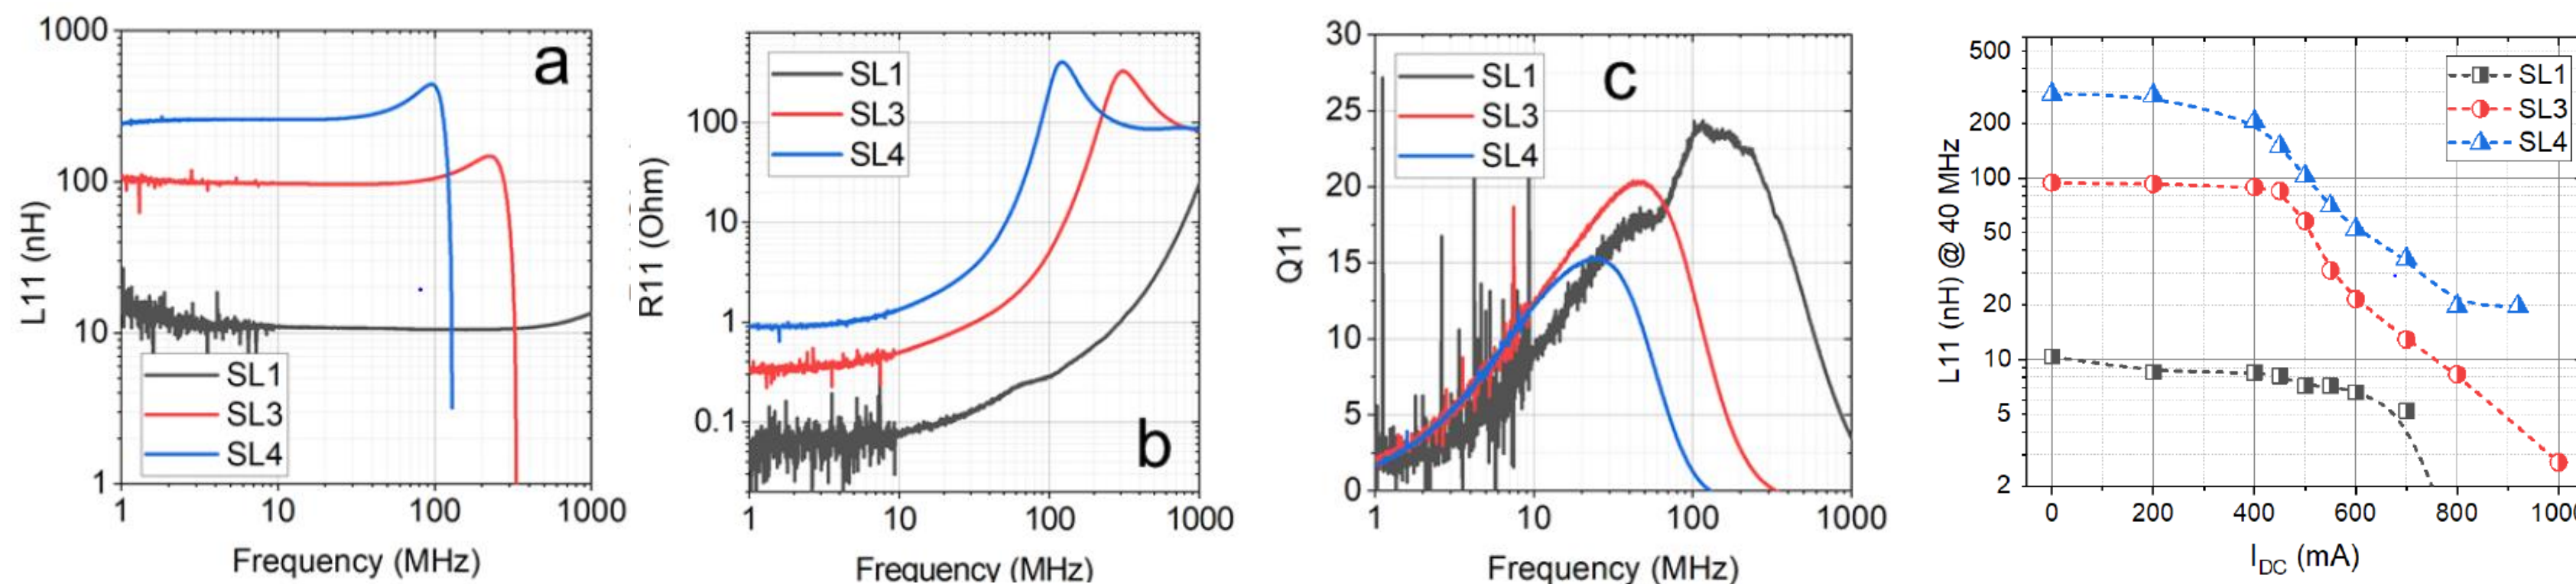 1000
100
10
1
L11 (nH)
a
SL1
SL3
SL4
1
10
100
1000
Frequency (MHz)
100
10
1
0.1
R11 (Ohm)
SL1
SL3
SL4
b
1
10
100
1000
Frequency (MHz)
30
25
20
15
10
5
0
Q11
SL1
SL3
SL4
c
1
10
100
1000
Frequency (MHz)
500
200
100
50
20
10
5
2
L11 (nH) @ 40 MHz
SL1
SL3
SL4
0
200
400
600
800
I_DC (mA)